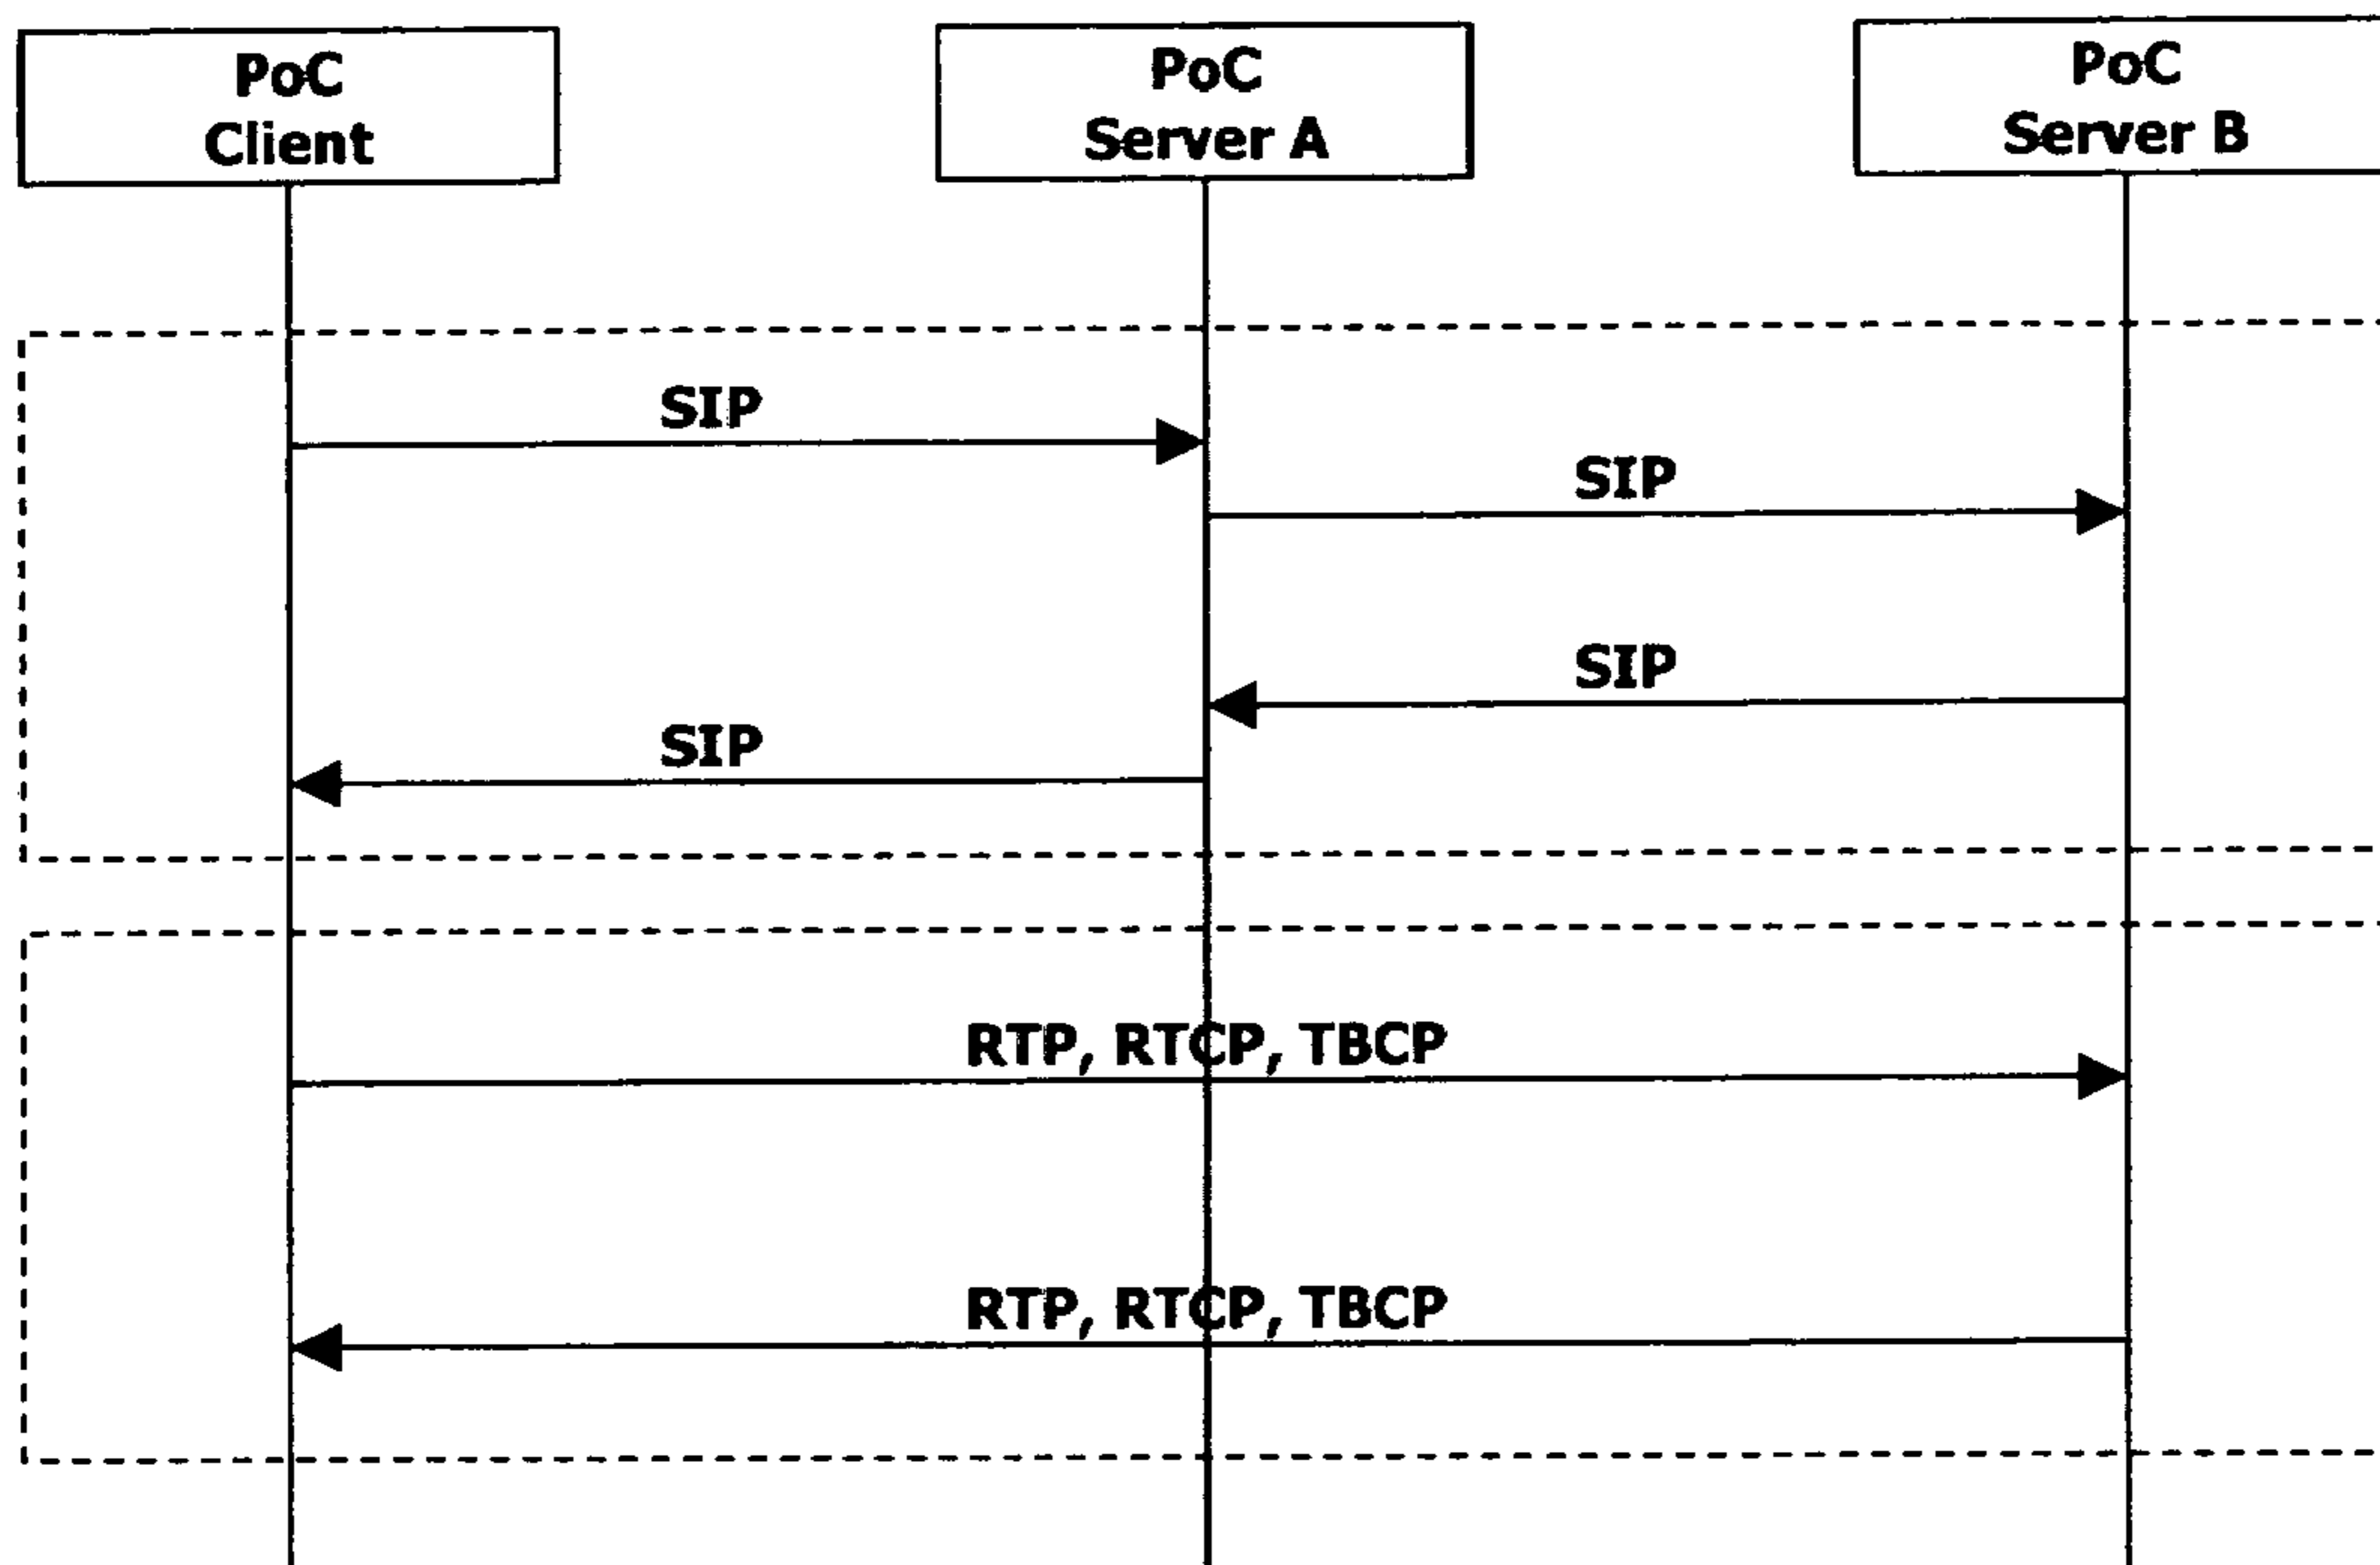 PoC
Client
PoC
Server A
PoC
Server B
SIP
SIP
SIP
SIP
RTP, RTCP, TBCP
RTP, RTCP, TBCP